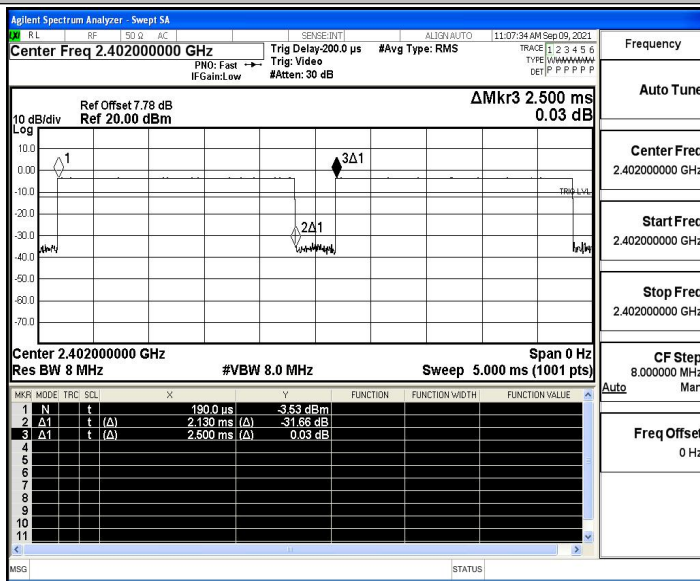 Agilent Spectrum Analyzer - Swept SA
LXI RL RF 50 Ω AC SENSE:INT ALIGN AUTO 11:07:34 AM Sep 09, 2021
Center Freq 2.402000000 GHz Trig Delay-200.0 µs #Avg Type: RMS TRACE 1 2 3 4 5 6
PNO: Fast Trig: Video TYPE
IFGain:Low #Atten: 30 dB DET P P P P P P
Frequency
Auto Tune
ΔMkr3 2.500 ms
Ref Offset 7.78 dB 0.03 dB
10 dB/div Ref 20.00 dBm
Log
10.0
0.00
-10.0
-20.0
-30.0
-40.0
-50.0
-60.0
-70.0
1
3Δ1
TRIG LVL
2Δ1
Center Freq
2.402000000 GHz
Start Freq
2.402000000 GHz
Stop Freq
2.402000000 GHz
CF Step
8.000000 MHz
Auto Man
Freq Offset
0 Hz
Center 2.402000000 GHz Span 0 Hz
Res BW 8 MHz #VBW 8.0 MHz Sweep 5.000 ms (1001 pts)
MKR MODE TRC SCL X Y FUNCTION FUNCTION WIDTH FUNCTION VALUE
1 N t 190.0 µs -3.53 dBm
2 Δ1 t (Δ) 2.130 ms (Δ) -31.66 dB
3 Δ1 t (Δ) 2.500 ms (Δ) 0.03 dB
4
5
6
7
8
9
10
11
MSG STATUS